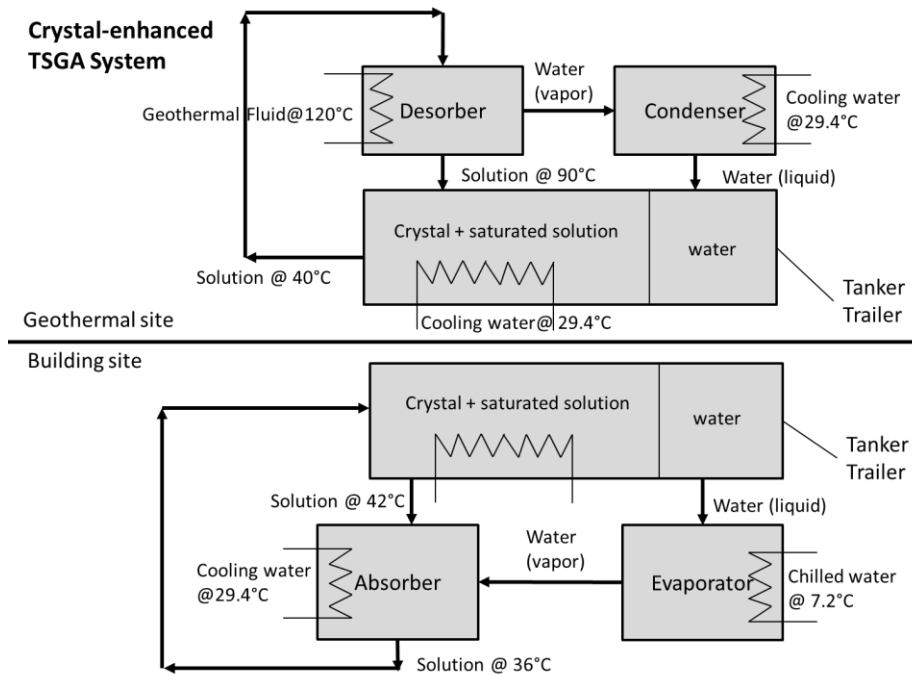 Crystal-enhanced
TSGA System
Water
(vapor)
Geothermal Fluid@120°C
Desorber
Condenser
Cooling water
@29.4°C
Solution @ 90°C
Water (liquid)
Crystal + saturated solution
water
Solution @ 40°C
Cooling water@ 29.4°C
Tanker
Trailer
Geothermal site
Building site
Crystal + saturated solution
water
Tanker
Trailer
Solution @ 42°C
Water (liquid)
Water
(vapor)
Cooling water
@29.4°C
Absorber
Evaporator
Chilled water
@ 7.2°C
Solution @ 36°C